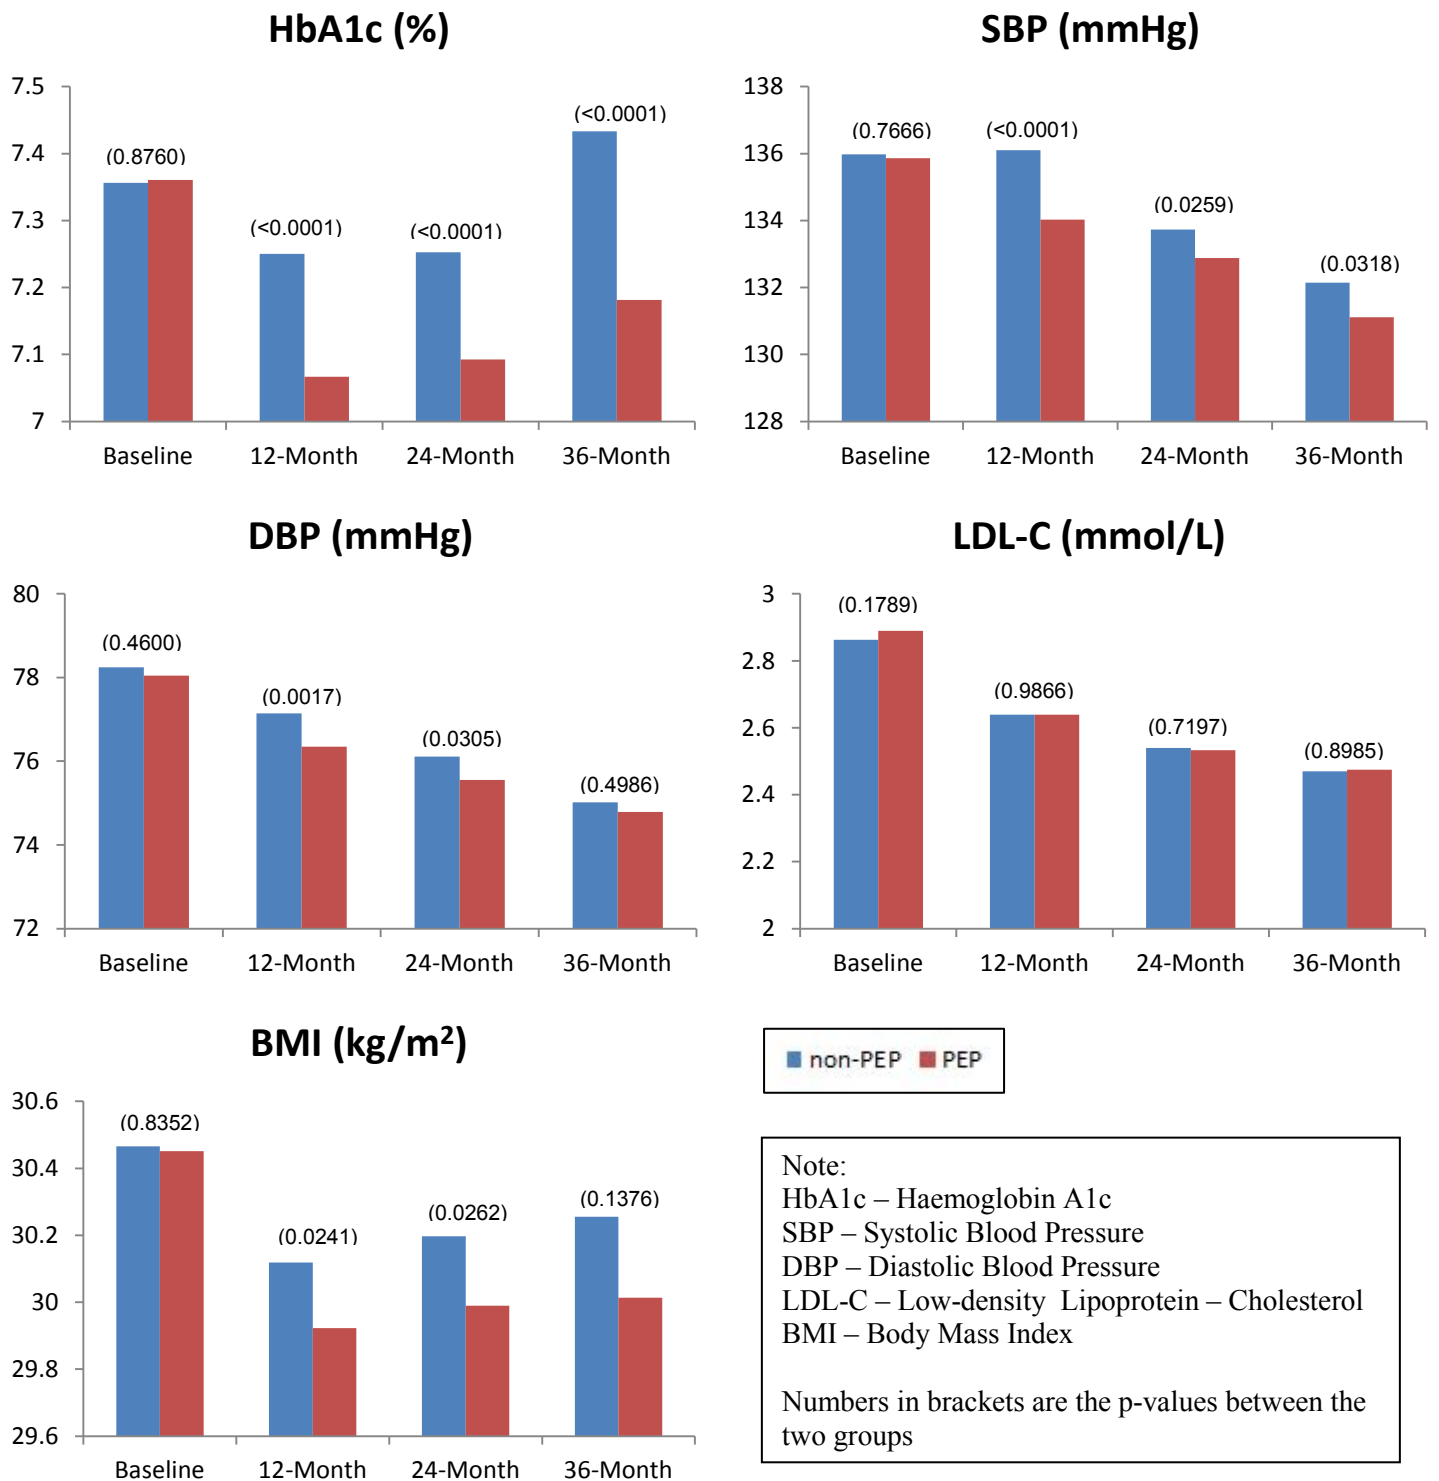 HbA1c (%)
7.5
7.4
7.3
7.2
7.1
7
(0.8760)
(<0.0001)
(<0.0001)
(<0.0001)
Baseline 12-Month 24-Month 36-Month
SBP (mmHg)
138
136
134
132
130
128
(0.7666)
(<0.0001)
(0.0259)
(0.0318)
Baseline 12-Month 24-Month 36-Month
DBP (mmHg)
80
78
76
74
72
(0.4600)
(0.0017)
(0.0305)
(0.4986)
Baseline 12-Month 24-Month 36-Month
LDL-C (mmol/L)
3
2.8
2.6
2.4
2.2
2
(0.1789)
(0.9866)
(0.7197)
(0.8985)
Baseline 12-Month 24-Month 36-Month
BMI (kg/m²)
30.6
30.4
30.2
30
29.8
29.6
(0.8352)
(0.0241)
(0.0262)
(0.1376)
Baseline 12-Month 24-Month 36-Month
non-PEP PEP
Note:
HbA1c – Haemoglobin A1c
SBP – Systolic Blood Pressure
DBP – Diastolic Blood Pressure
LDL-C – Low-density Lipoprotein – Cholesterol
BMI – Body Mass Index
Numbers in brackets are the p-values between the
two groups